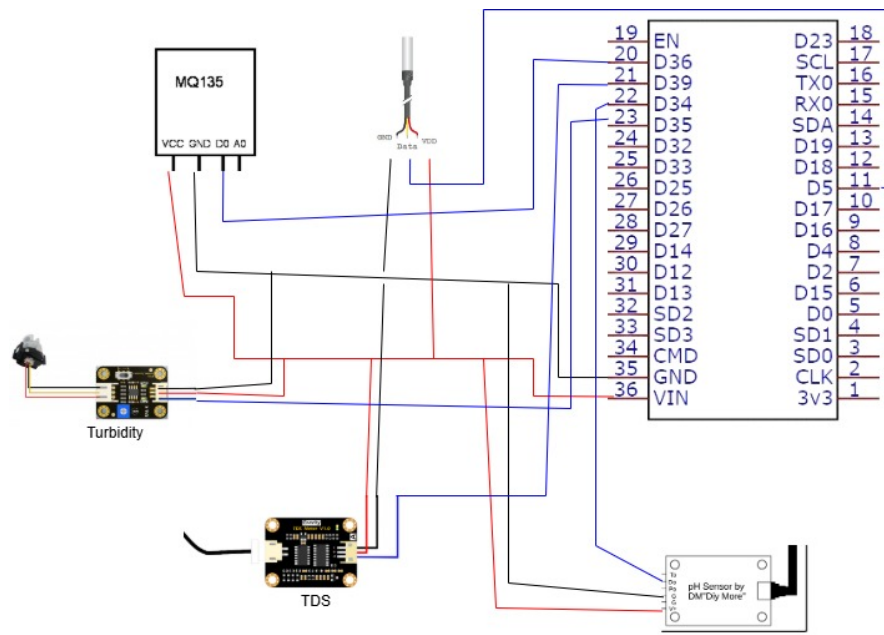 MQ135
VCC GND D0 A0
GND Data VDD
19 EN D23 18
20 D36 SCL 17
21 D39 TX0 16
22 D34 RX0 15
23 D35 SDA 14
24 D32 D19 13
25 D33 D18 12
26 D25 D5 11
27 D26 D17 10
28 D27 D16 9
29 D14 D4 8
30 D12 D2 7
31 D13 D15 6
32 SD2 D0 5
33 SD3 SD1 4
34 CMD SD0 3
35 GND CLK 2
36 VIN 3v3 1
Turbidity
TDS
pH Sensor by
DM"Diy More"
To
Do
Po
G
G